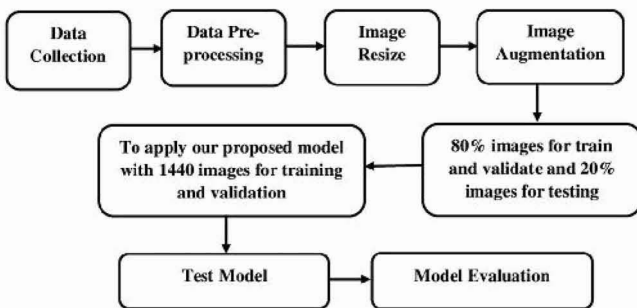 Data
Collection
Data Pre-
processing
Image
Resize
Image
Augmentation
80% images for train
and validate and 20%
images for testing
To apply our proposed model
with 1440 images for training
and validation
Test Model
Model Evaluation